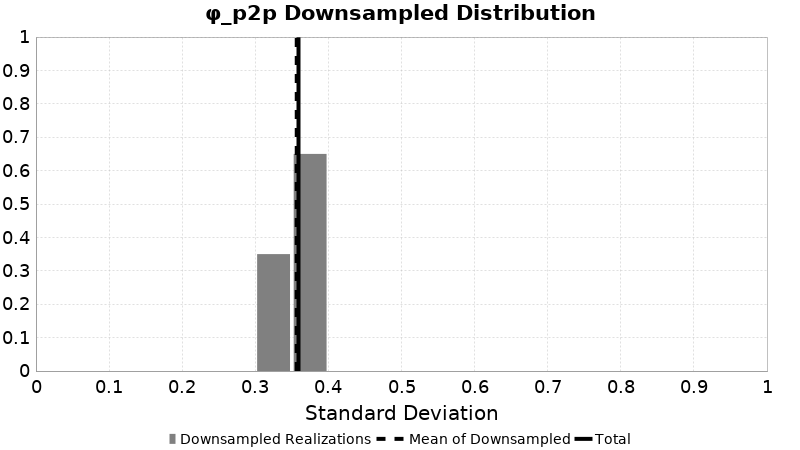 φ_p2p Downsampled Distribution
1
0.9
0.8
0.7
0.6
0.5
0.4
0.3
0.2
0.1
0
0 0.1 0.2 0.3 0.4 0.5 0.6 0.7 0.8 0.9 1
Standard Deviation
Downsampled Realizations Mean of Downsampled Total